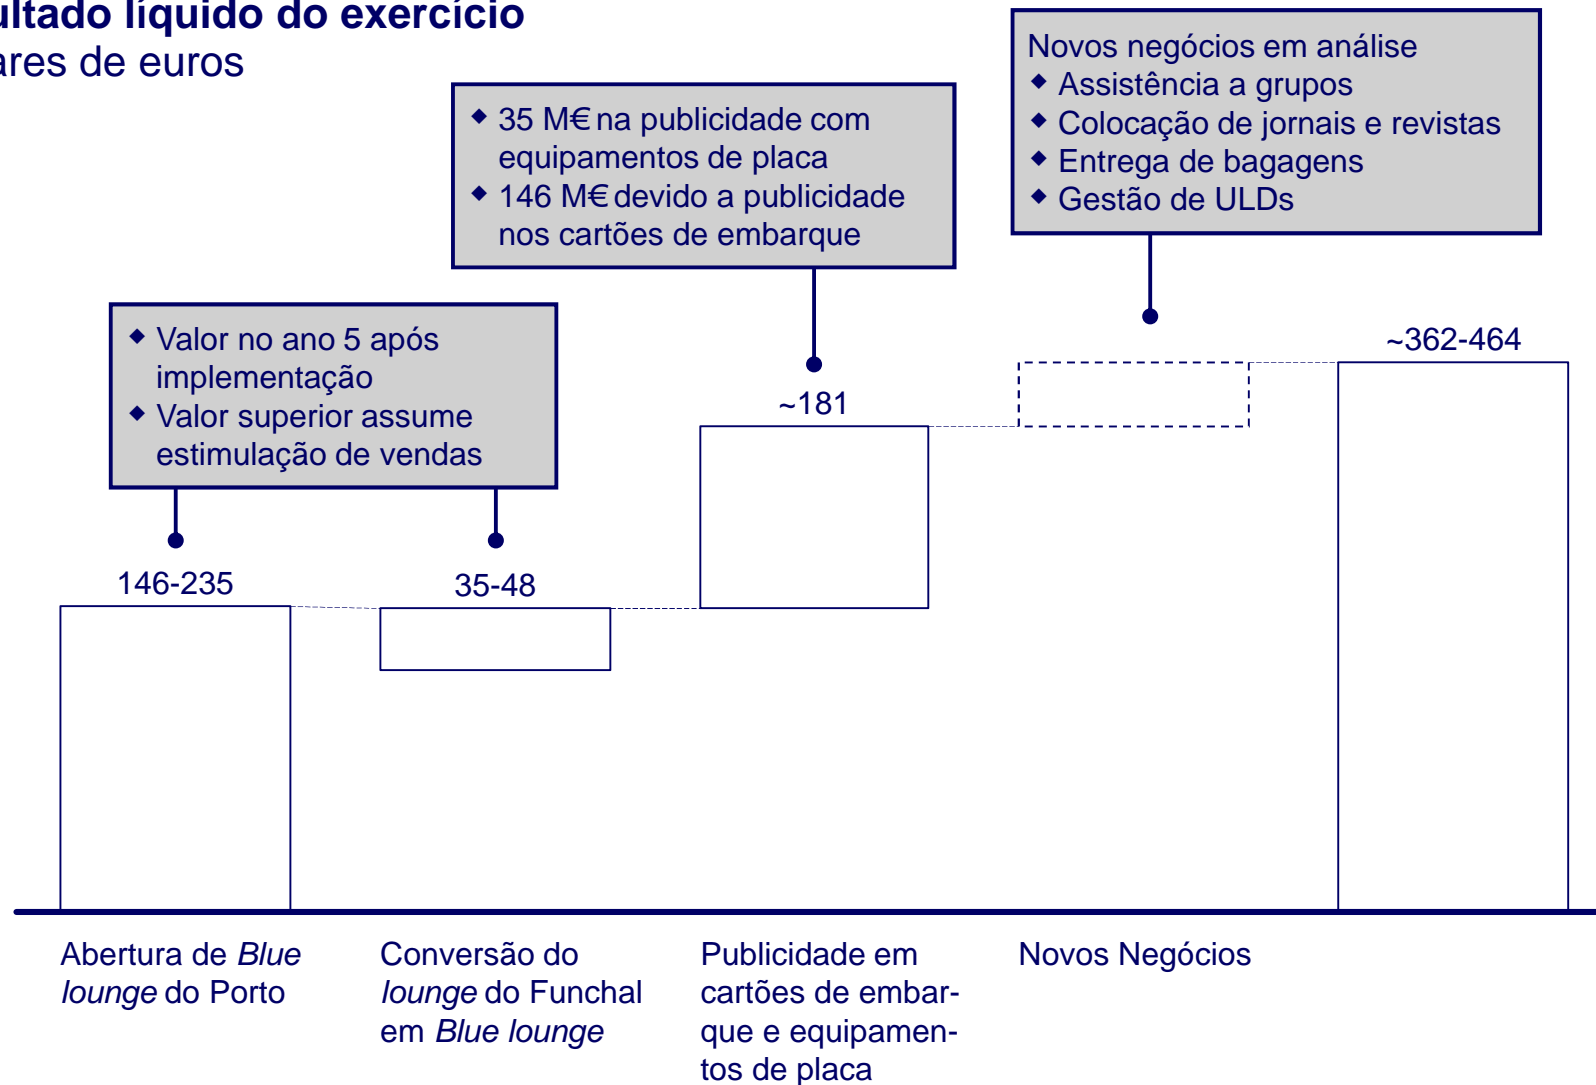 ultado líquido do exercício
ares de euros
Novos negócios em análise
◆ Assistência a grupos
◆ Colocação de jornais e revistas
◆ Entrega de bagagens
◆ Gestão de ULDs
◆ 35 M€ na publicidade com
equipamentos de placa
◆ 146 M€ devido a publicidade
nos cartões de embarque
◆ Valor no ano 5 após
implementação
◆ Valor superior assume
estimulação de vendas
146-235
35-48
~181
~362-464
Abertura de Blue
lounge do Porto
Conversão do
lounge do Funchal
em Blue lounge
Publicidade em
cartões de embar-
que e equipamen-
tos de placa
Novos Negócios